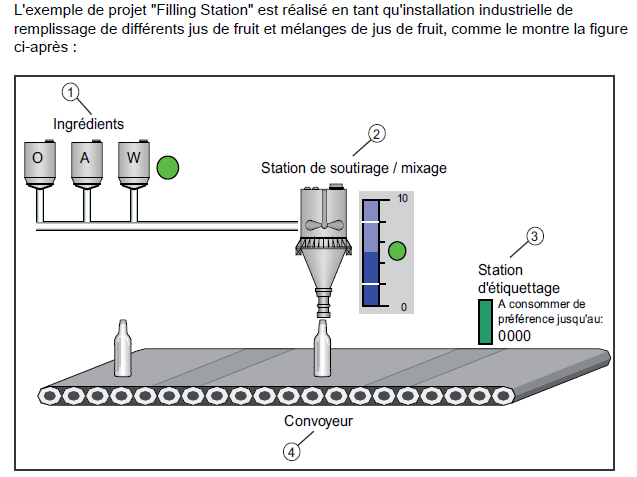 L'exemple de projet "Filling Station" est réalisé en tant qu'installation industrielle de
remplissage de différents jus de fruit et mélanges de jus de fruit, comme le montre la figure
ci-après :
1
Ingrédients
2
O A W
Station de soutirage / mixage
10
3
Station
d'étiquettage
A consommer de
préférence jusqu'au:
0
0000
Convoyeur
4